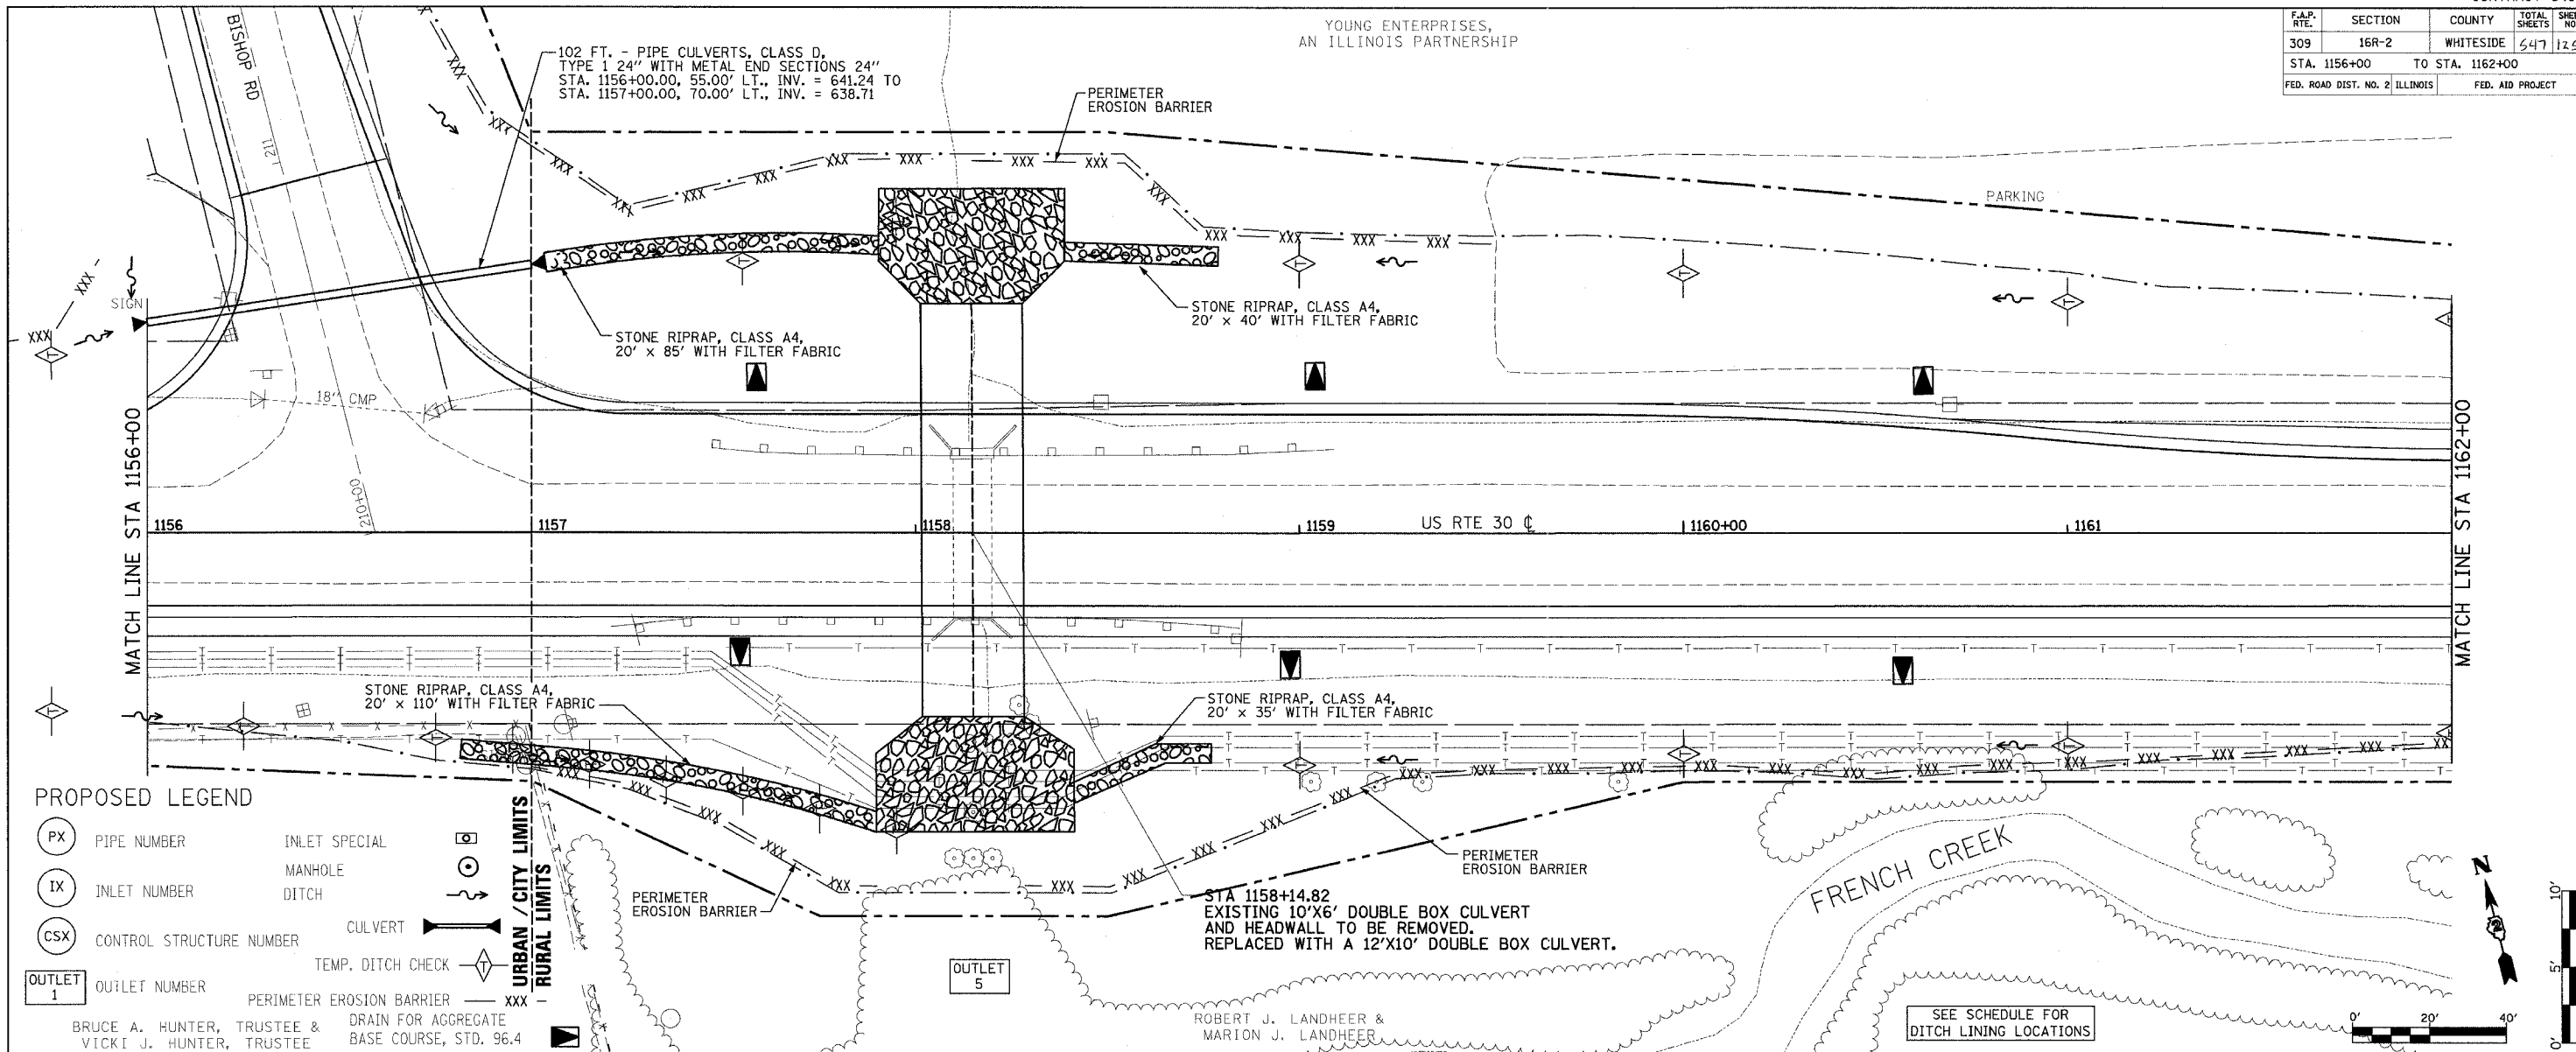 YOUNG ENTERPRISES,
AN ILLINOIS PARTNERSHIP
F.A.P. RTE. SECTION COUNTY TOTAL SHEETS
309 16R-2 WHITESIDE 547
STA. 1156+00 TO STA. 1162+00
FED. ROAD DIST. NO. 2 ILLINOIS FED. AID PROJECT
BISHOP RD
211
102 FT. - PIPE CULVERTS, CLASS D,
TYPE 1 24" WITH METAL END SECTIONS 24"
STA. 1156+00.00, 55.00' LT., INV. = 641.24 TO
STA. 1157+00.00, 70.00' LT., INV. = 638.71
PERIMETER
EROSION BARRIER
PARKING
SIGN
STONE RIPRAP, CLASS A4,
20' x 85' WITH FILTER FABRIC
STONE RIPRAP, CLASS A4,
20' x 40' WITH FILTER FABRIC
18" CMP
210+00
MATCH LINE STA 1156+00
MATCH LINE STA 1162+00
1156 1157 1158 1159 US RTE 30 ℄ 1160+00 1161
STONE RIPRAP, CLASS A4,
20' x 110' WITH FILTER FABRIC
STONE RIPRAP, CLASS A4,
20' x 35' WITH FILTER FABRIC
PERIMETER
EROSION BARRIER
PERIMETER
EROSION BARRIER
STA 1158+14.82
EXISTING 10'X6' DOUBLE BOX CULVERT
AND HEADWALL TO BE REMOVED.
REPLACED WITH A 12'X10' DOUBLE BOX CULVERT.
FRENCH CREEK
URBAN / CITY LIMITS
RURAL LIMITS
PROPOSED LEGEND
PX PIPE NUMBER
IX INLET NUMBER
CSX CONTROL STRUCTURE NUMBER
OUTLET
1
OUTLET NUMBER
INLET SPECIAL
MANHOLE
DITCH
CULVERT
TEMP. DITCH CHECK T
PERIMETER EROSION BARRIER — XXX —
DRAIN FOR AGGREGATE
BASE COURSE, STD. 96.4
BRUCE A. HUNTER, TRUSTEE &
VICKI J. HUNTER, TRUSTEE
OUTLET
5
ROBERT J. LANDHEER &
MARION J. LANDHEER
SEE SCHEDULE FOR
DITCH LINING LOCATIONS
N
0' 20' 40'
10'
5'
0'